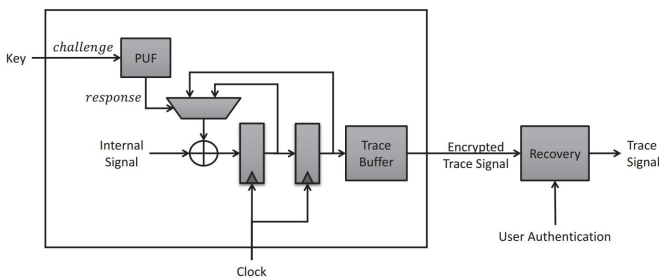 Key
challenge
PUF
response
Internal
Signal
Trace
Buffer
Encrypted
Trace Signal
Recovery
Trace
Signal
User Authentication
Clock